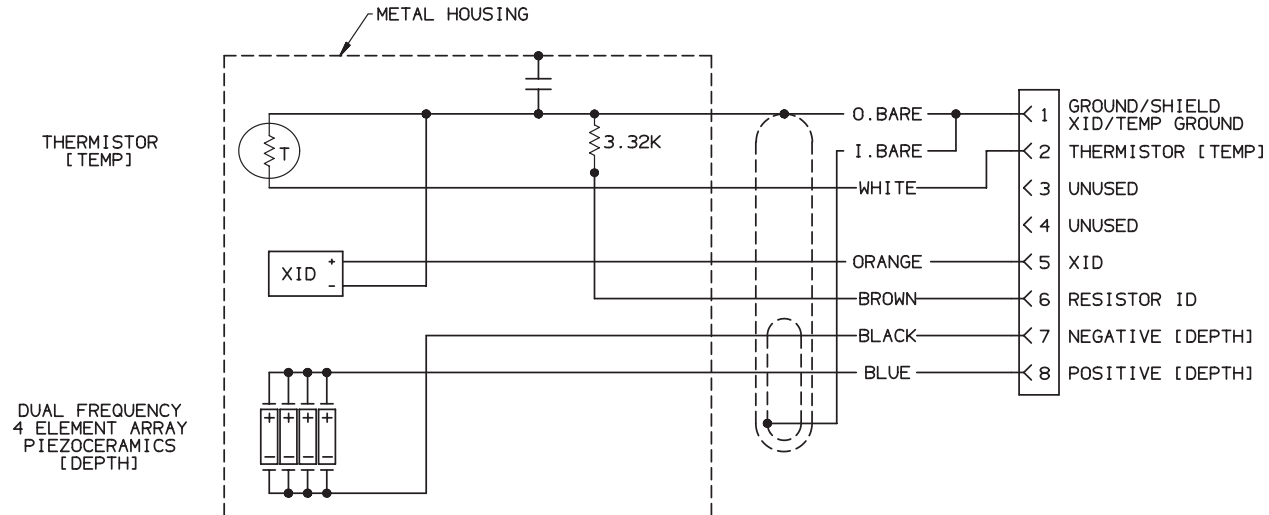 METAL HOUSING
THERMISTOR
[TEMP]
T
3.32K
XID
+
-
DUAL FREQUENCY
4 ELEMENT ARRAY
PIEZOCERAMICS
[DEPTH]
+ + + +
- - - -
O.BARE
I.BARE
WHITE
ORANGE
BROWN
BLACK
BLUE
1 GROUND/SHIELD
XID/TEMP GROUND
2 THERMISTOR [TEMP]
3 UNUSED
4 UNUSED
5 XID
6 RESISTOR ID
7 NEGATIVE [DEPTH]
8 POSITIVE [DEPTH]